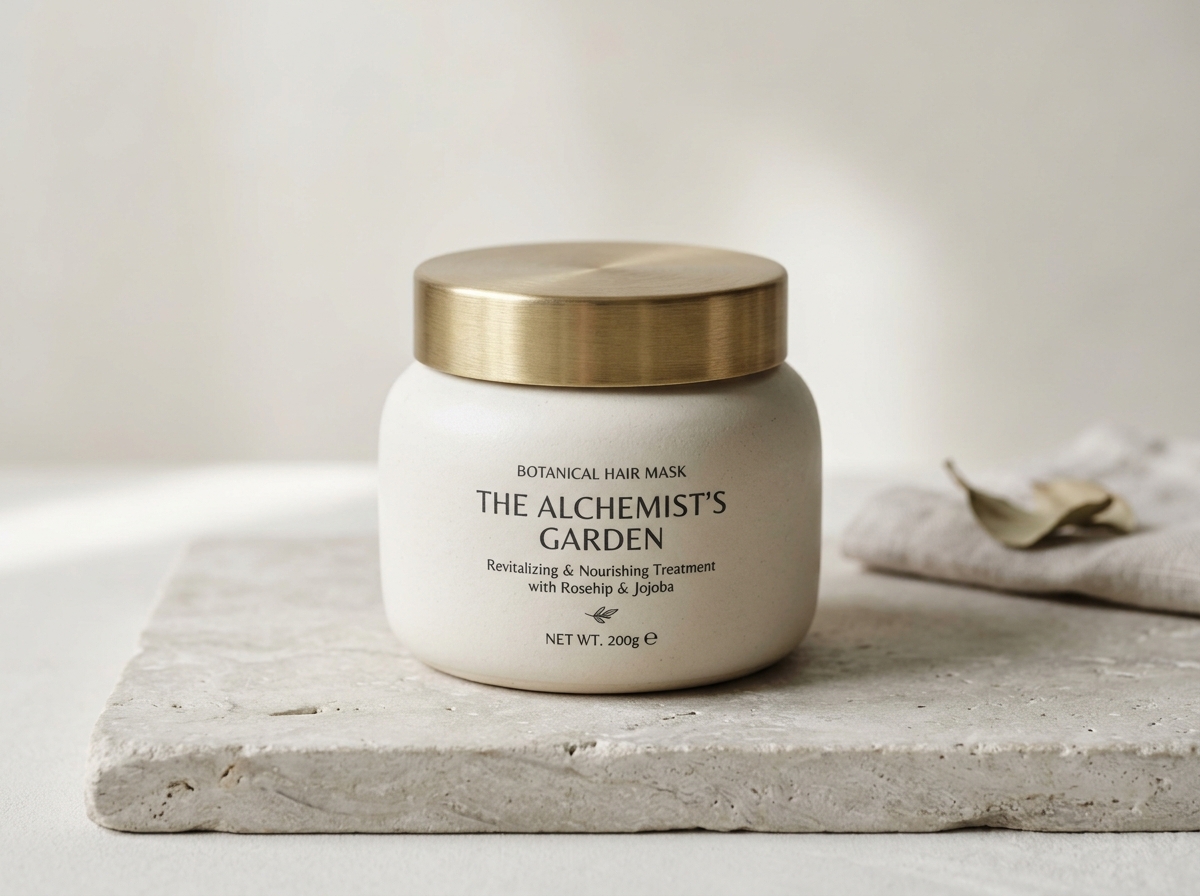 BOTANICAL HAIR MASK
THE ALCHEMIST'S
GARDEN
Revitalizing & Nourishing Treatment
with Rosehip & Jojoba
NET WT. 200g ℮